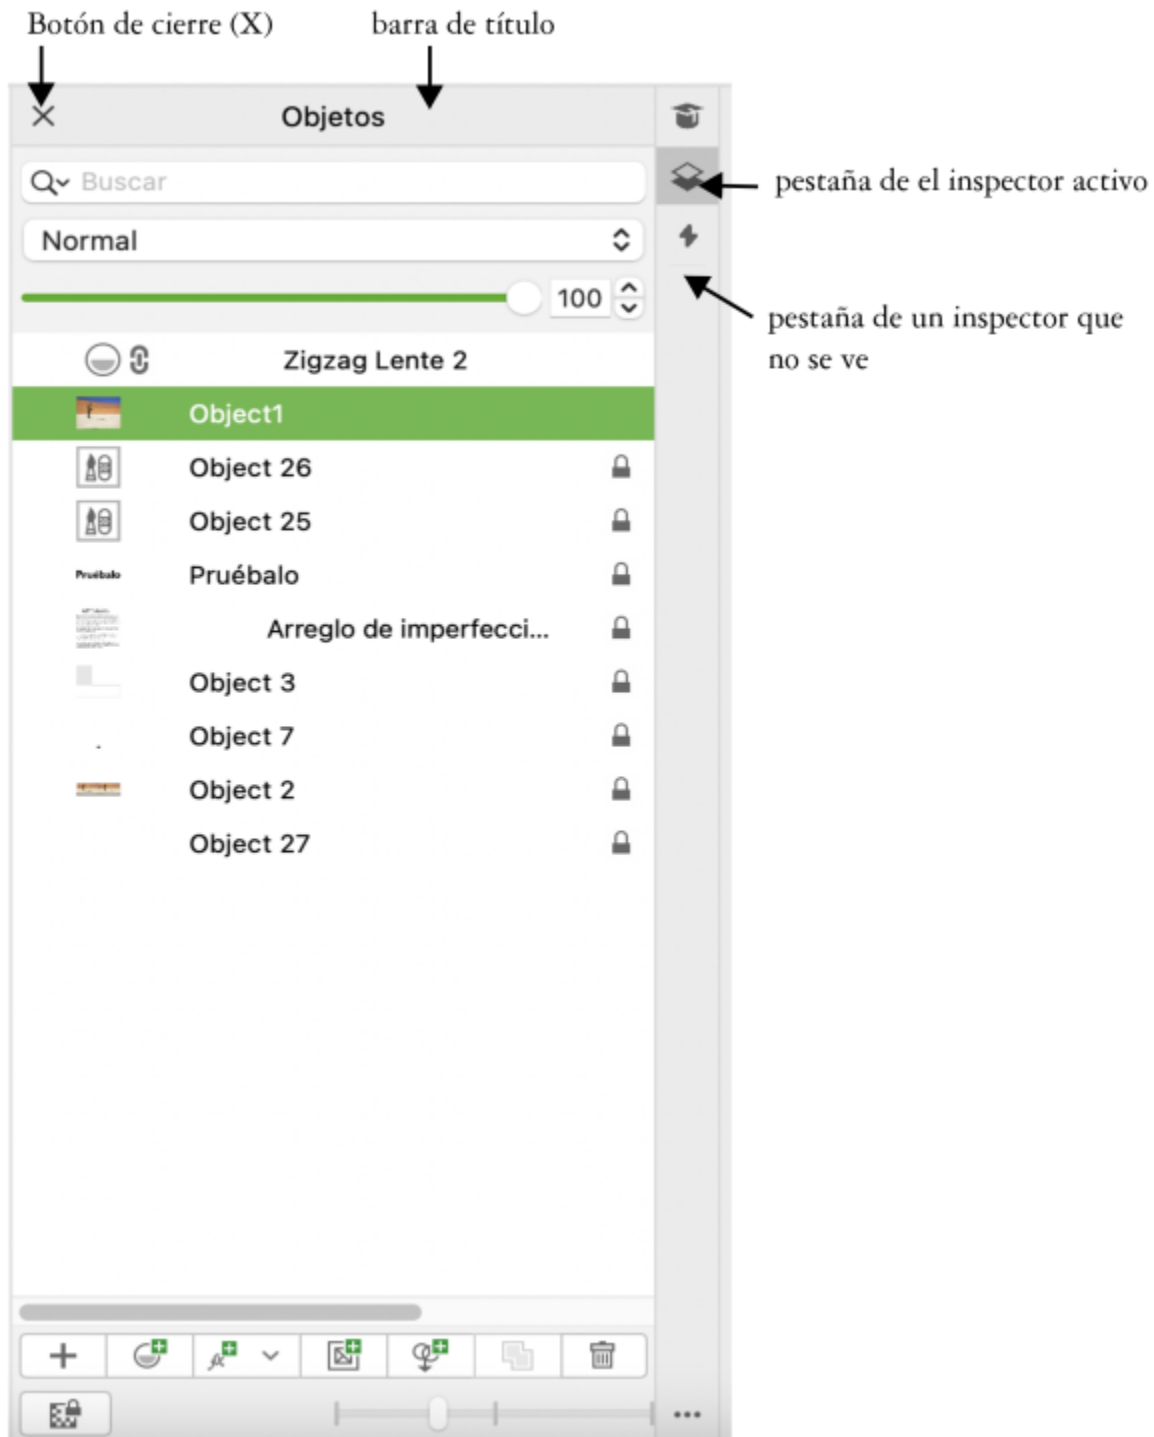 Botón de cierre (X) barra de título
Objetos
Buscar
pestaña de el inspector activo
Normal
100
pestaña de un inspector que
no se ve
Zigzag Lente 2
Object1
Object 26
Object 25
Pruébalo Pruébalo
Arreglo de imperfecci...
Object 3
Object 7
Object 2
Object 27